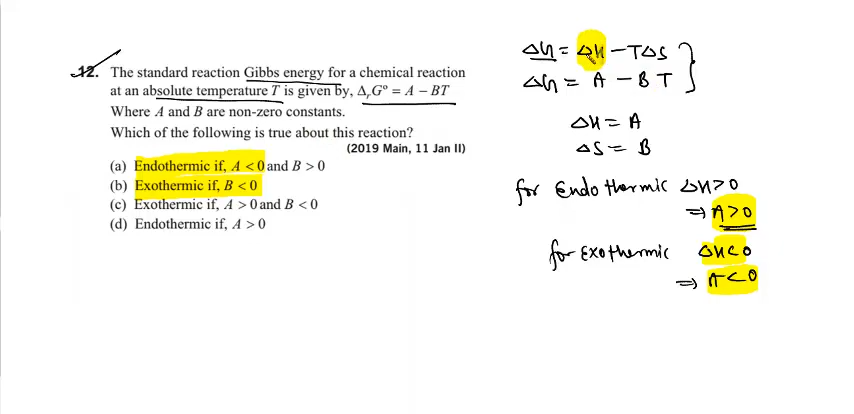 12. The standard reaction Gibbs energy for a chemical reaction
at an absolute temperature T is given by, ΔrG° = A − BT
Where A and B are non-zero constants.
Which of the following is true about this reaction?
(2019 Main, 11 Jan II)
(a) Endothermic if, A < 0 and B > 0
(b) Exothermic if, B < 0
(c) Exothermic if, A > 0 and B < 0
(d) Endothermic if, A > 0
ΔG = ΔH − TΔS
ΔG = A − B T
ΔH = A
ΔS = B
for Endothermic ΔH > 0
⇒ A > 0
for Exothermic ΔH < 0
⇒ A < 0